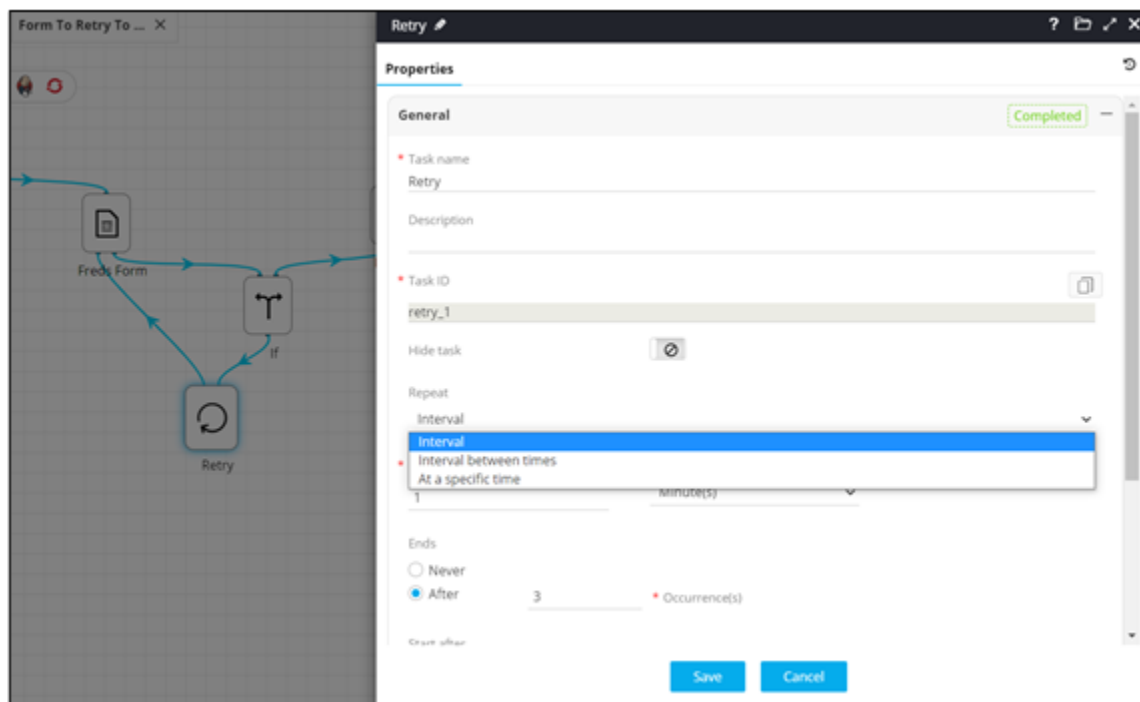 Form To Retry To ...
Retry
?
Properties
General
Completed
* Task name
Retry
Description
* Task ID
retry_1
Hide task
Repeat
Interval
Interval
Interval between times
At a specific time
*
1
Minute(s)
Ends
Never
After
3
* Occurrence(s)
Start after
Save
Cancel
Freds Form
If
Retry